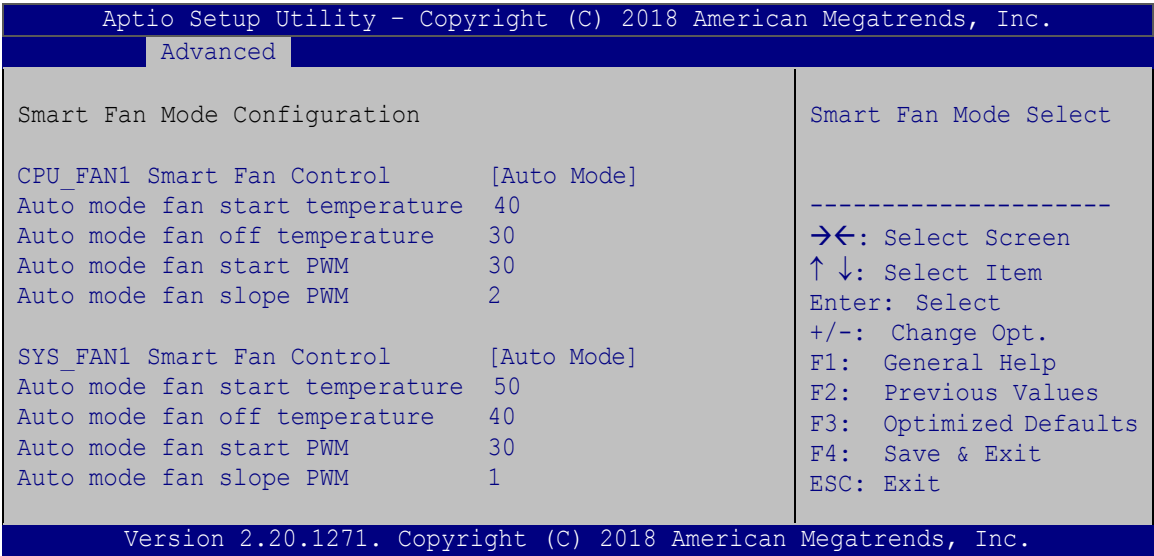 Aptio Setup Utility – Copyright (C) 2018 American Megatrends, Inc.
Advanced
Smart Fan Mode Configuration
CPU_FAN1 Smart Fan Control [Auto Mode]
Auto mode fan start temperature 40
Auto mode fan off temperature 30
Auto mode fan start PWM 30
Auto mode fan slope PWM 2
SYS_FAN1 Smart Fan Control [Auto Mode]
Auto mode fan start temperature 50
Auto mode fan off temperature 40
Auto mode fan start PWM 30
Auto mode fan slope PWM 1
Smart Fan Mode Select
---------------------
→←: Select Screen
↑ ↓: Select Item
Enter: Select
+/-: Change Opt.
F1: General Help
F2: Previous Values
F3: Optimized Defaults
F4: Save & Exit
ESC: Exit
Version 2.20.1271. Copyright (C) 2018 American Megatrends, Inc.